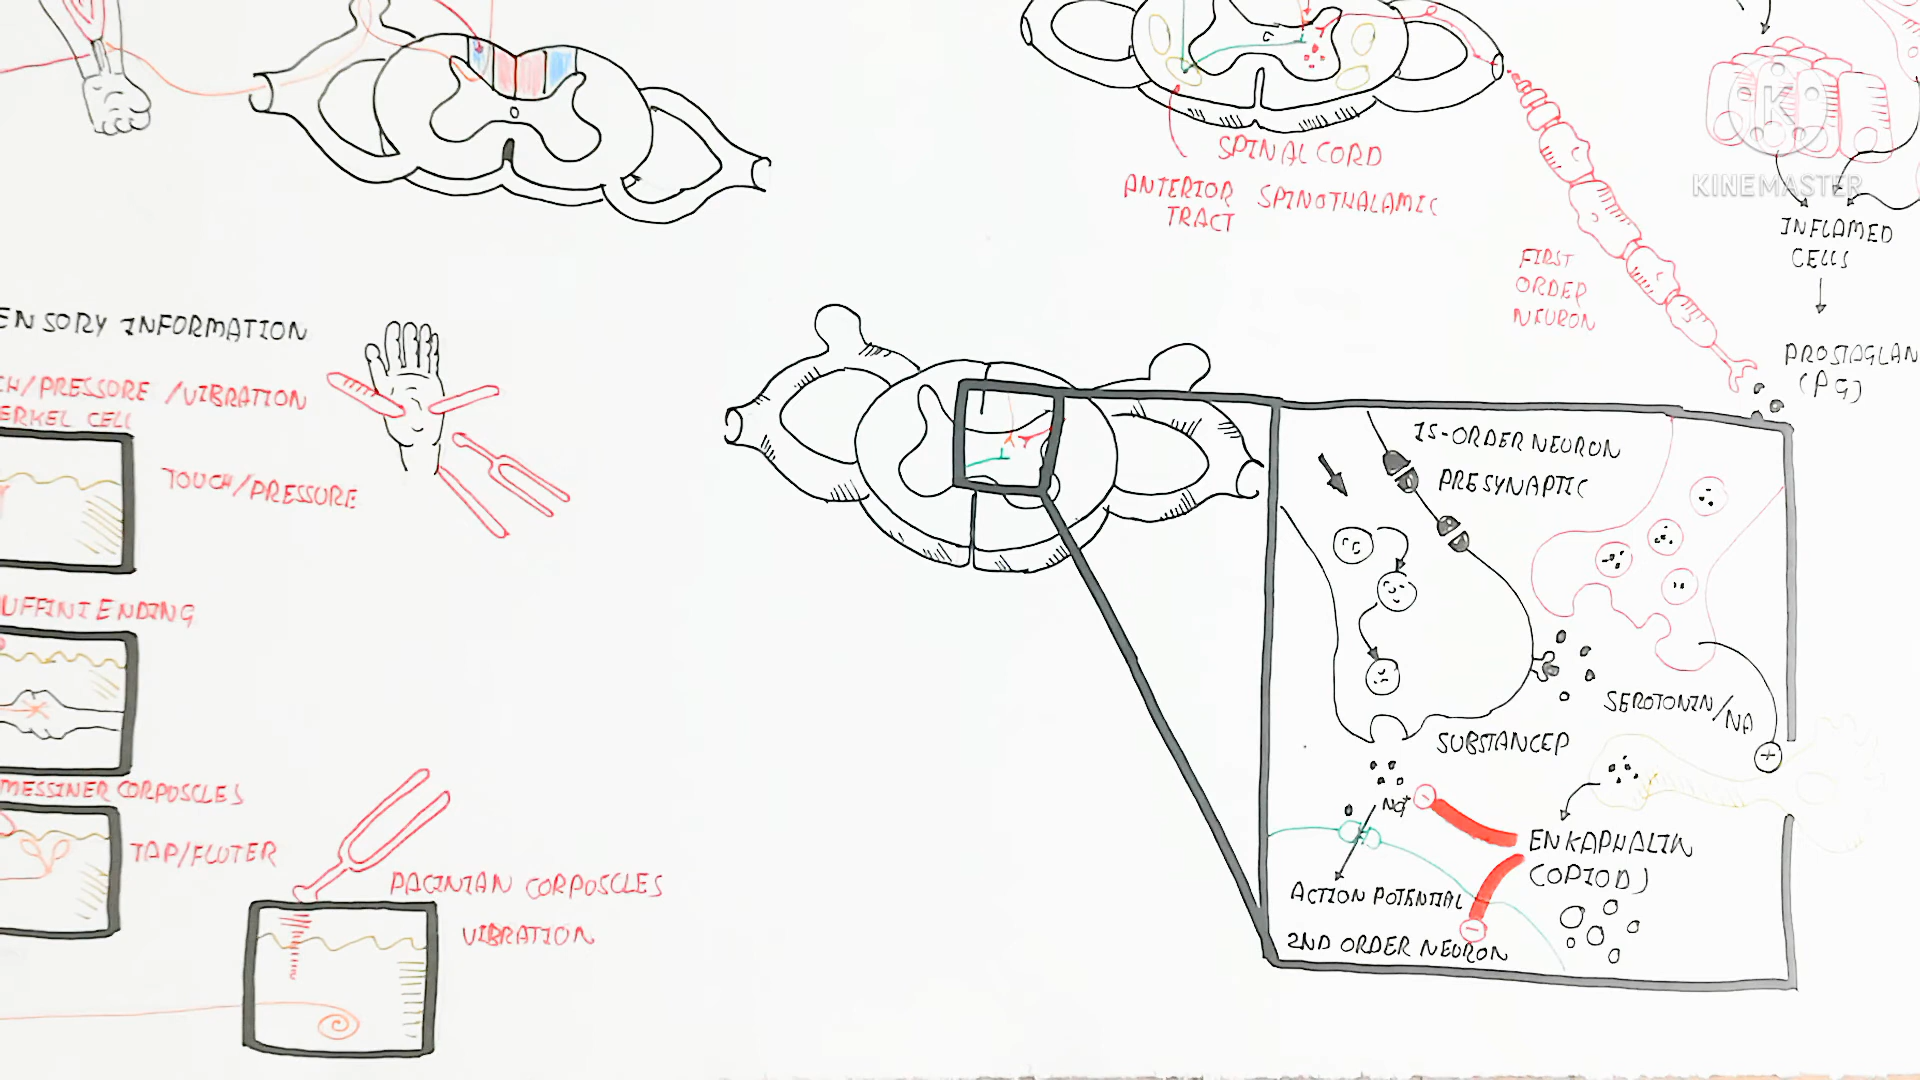 ENSORY INFORMATION
CH/PRESSORE /VIBRATION
ERKEL CELL
TOUCH/PRESSURE
UFFINI ENDING
MESSINER CORPOSCLES
TAP/FLUTER
PACINIAN CORPOSCLES
VIBRATION
SPINAL CORD
ANTERIOR SPINOTHALAMIC
TRACT
FIRST
ORDER
NEURON
K
KINEMASTER
INFLAMED
CELLS
PROSTAGLAN
(PG)
1S-ORDER NEURON
PRESYNAPTIC
SEROTONIN/NA
+
SUBSTANCEP
Na+
ENKAPHALIN
(OPIOD)
ACTION POTENTIAL
2ND ORDER NEURON